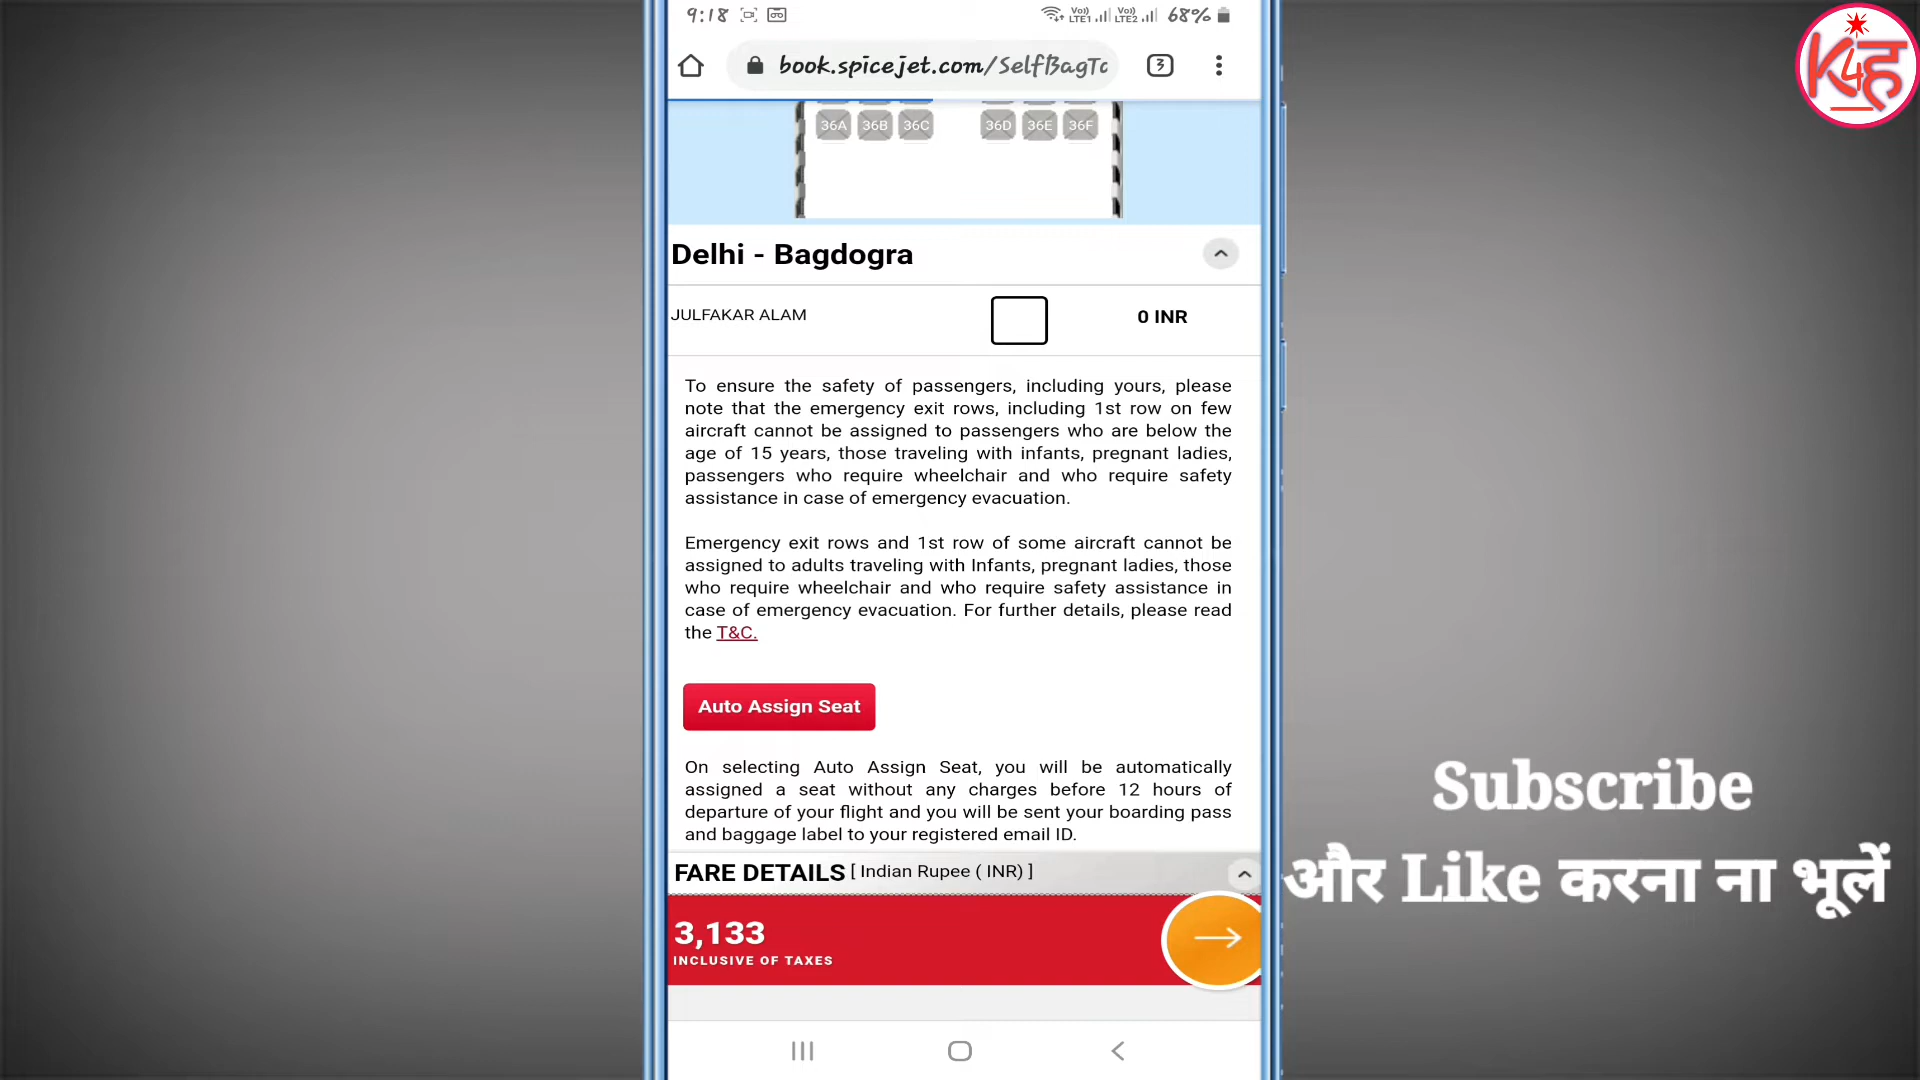 9:18
Vo)) LTE1 Vo)) LTE2 68%
book.spicejet.com/SelfBagTa
3
K4ह
36A 36B 36C 36D 36E 36F
Delhi - Bagdogra
JULFAKAR ALAM 0 INR
To ensure the safety of passengers, including yours, please
note that the emergency exit rows, including 1st row on few
aircraft cannot be assigned to passengers who are below the
age of 15 years, those traveling with infants, pregnant ladies,
passengers who require wheelchair and who require safety
assistance in case of emergency evacuation.
Emergency exit rows and 1st row of some aircraft cannot be
assigned to adults traveling with Infants, pregnant ladies, those
who require wheelchair and who require safety assistance in
case of emergency evacuation. For further details, please read
the T&C.
Auto Assign Seat
On selecting Auto Assign Seat, you will be automatically
assigned a seat without any charges before 12 hours of
departure of your flight and you will be sent your boarding pass
and baggage label to your registered email ID.
FARE DETAILS [ Indian Rupee ( INR) ]
3,133
INCLUSIVE OF TAXES
Subscribe
और Like करना ना भूलें